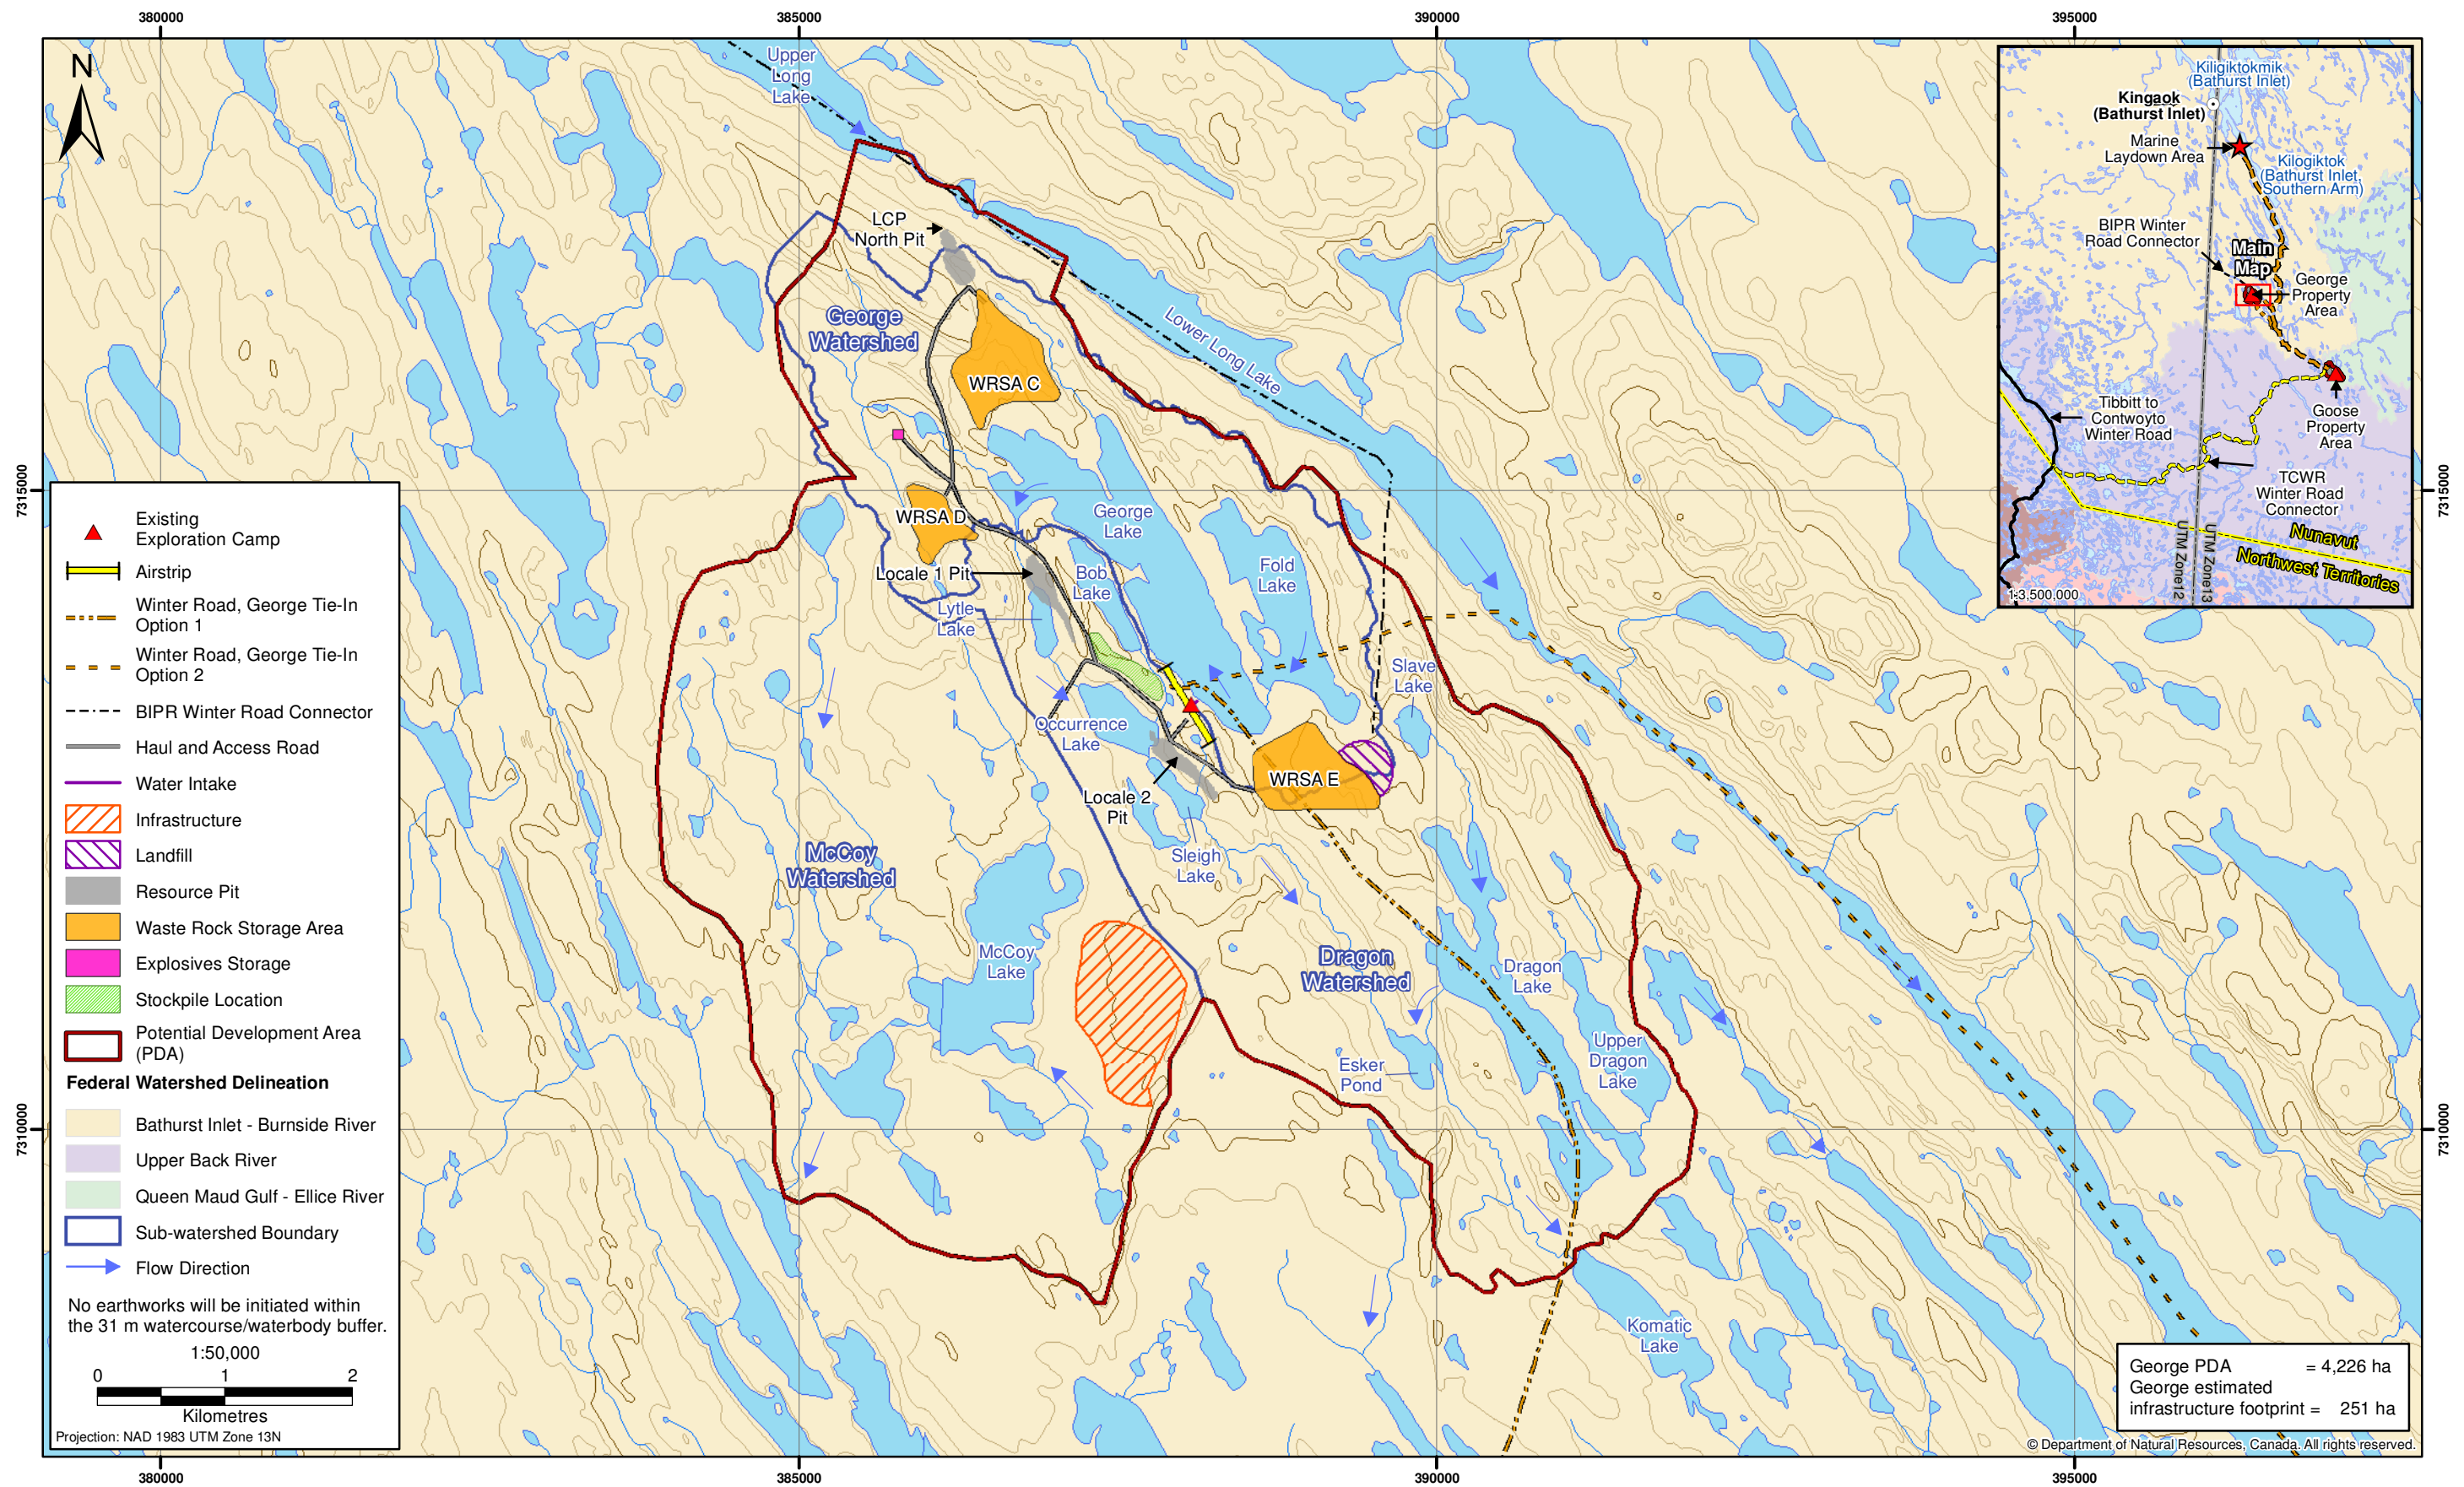 380000
385000
390000
395000
N
Upper
Long
Lake
LCP
North Pit
George
Watershed
WRSA C
Lower Long Lake
7315000
7315000
WRSA D
George
Lake
Locale 1 Pit
Bob
Lake
Fold
Lake
Lytle
Lake
Slave
Lake
Occurrence
Lake
WRSA E
Locale 2
Pit
Sleigh
Lake
McCoy
Watershed
McCoy
Lake
Dragon
Watershed
Dragon
Lake
Upper
Dragon
Lake
Esker
Pond
7310000
7310000
Komatic
Lake
Kiligiktokmik
(Bathurst Inlet)
Kingaok
(Bathurst Inlet)
Marine
Laydown Area
Kilogiktok
(Bathurst Inlet,
Southern Arm)
BIPR Winter
Road Connector
Main
Map
George
Property
Area
Tibbitt to
Contwoyto
Winter Road
Goose
Property
Area
TCWR
Winter Road
Connector
UTM Zone12
UTM Zone13
Nunavut
Northwest Territories
1:3,500,000
Existing
Exploration Camp
Airstrip
Winter Road, George Tie-In
Option 1
Winter Road, George Tie-In
Option 2
BIPR Winter Road Connector
Haul and Access Road
Water Intake
Infrastructure
Landfill
Resource Pit
Waste Rock Storage Area
Explosives Storage
Stockpile Location
Potential Development Area
(PDA)
Federal Watershed Delineation
Bathurst Inlet - Burnside River
Upper Back River
Queen Maud Gulf - Ellice River
Sub-watershed Boundary
Flow Direction
No earthworks will be initiated within
the 31 m watercourse/waterbody buffer.
1:50,000
0 1 2
Kilometres
Projection: NAD 1983 UTM Zone 13N
George PDA = 4,226 ha
George estimated
infrastructure footprint = 251 ha
© Department of Natural Resources, Canada. All rights reserved.
380000
385000
390000
395000